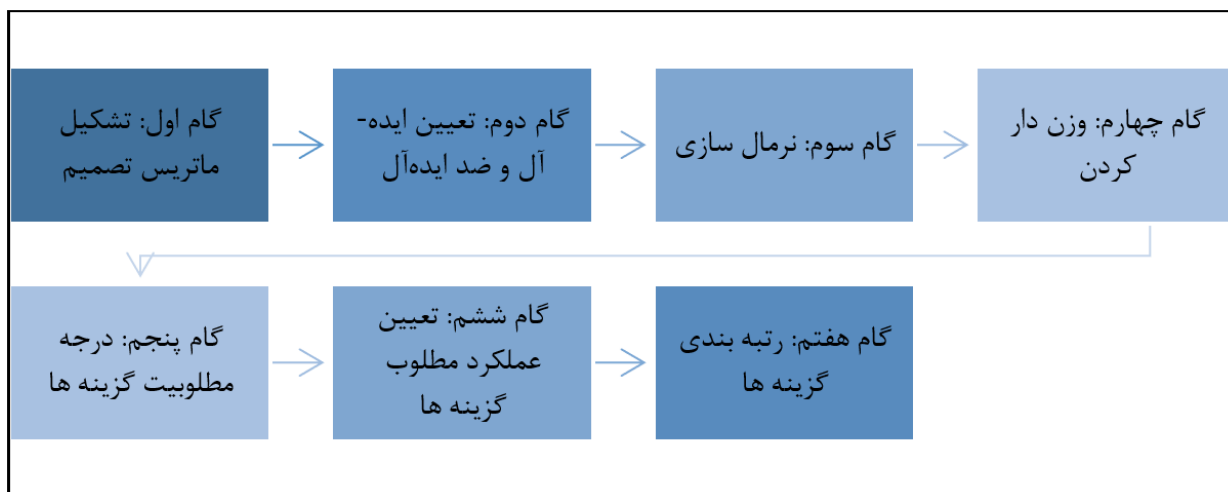 گام اول: تشکیل
ماتریس تصمیم
گام دوم: تعیین ایده-
آل و ضد ایده‌آل
گام سوم: نرمال سازی
گام چهارم: وزن دار
کردن
گام پنجم: درجه
مطلوبیت گزینه ها
گام ششم: تعیین
عملکرد مطلوب
گزینه ها
گام هفتم: رتبه بندی
گزینه ها